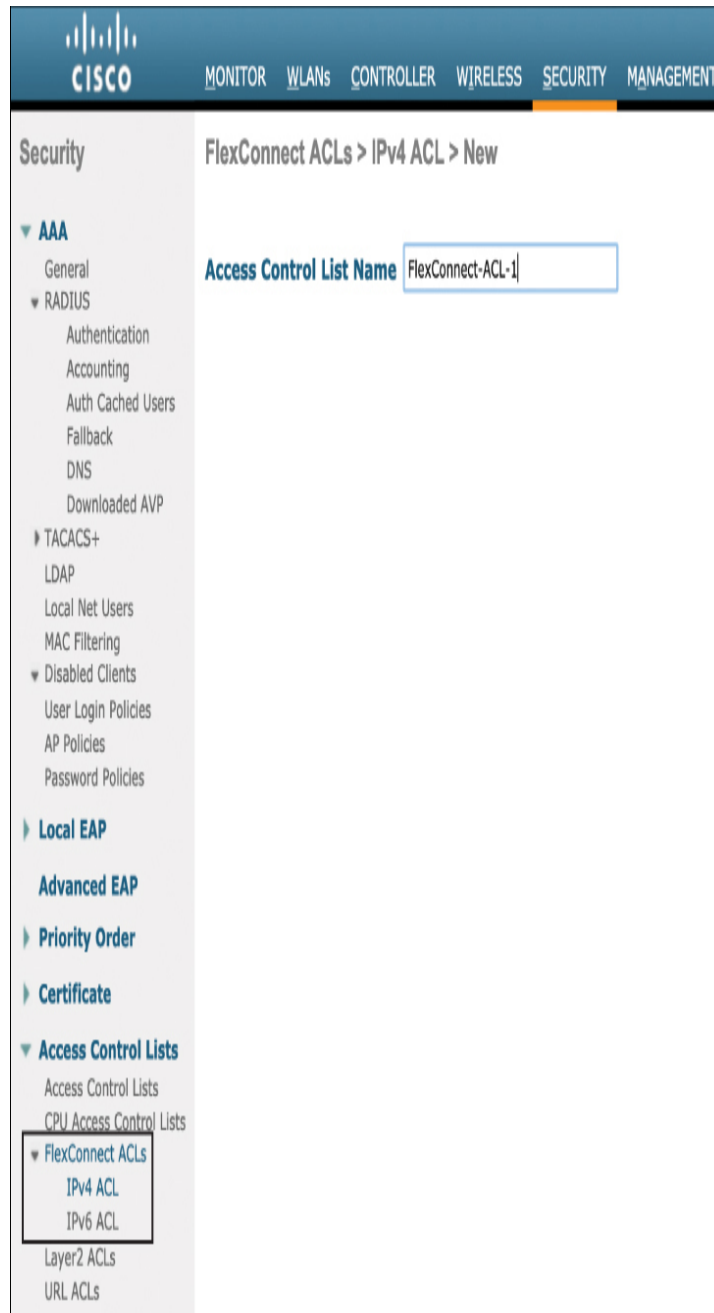 CISCO
MONITOR WLANs CONTROLLER WIRELESS SECURITY MANAGEMENT
Security
FlexConnect ACLs > IPv4 ACL > New
AAA
General
Access Control List Name FlexConnect-ACL-1
RADIUS
Authentication
Accounting
Auth Cached Users
Fallback
DNS
Downloaded AVP
TACACS+
LDAP
Local Net Users
MAC Filtering
Disabled Clients
User Login Policies
AP Policies
Password Policies
Local EAP
Advanced EAP
Priority Order
Certificate
Access Control Lists
Access Control Lists
CPU Access Control Lists
FlexConnect ACLs
IPv4 ACL
IPv6 ACL
Layer2 ACLs
URL ACLs